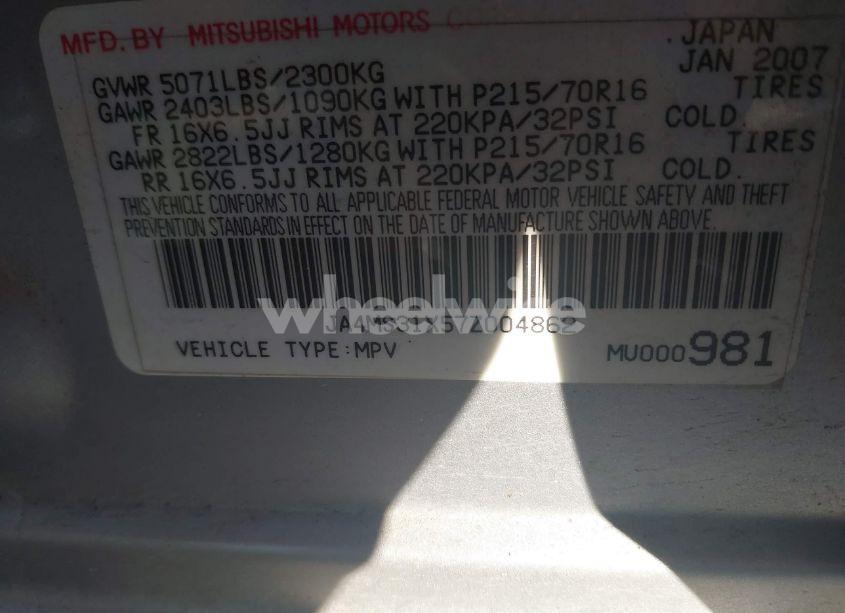 MFD. BY MITSUBISHI MOTORS
JAPAN
JAN 2007
GVWR 5071LBS/2300KG
GAWR 2403LBS/1090KG WITH P215/70R16 TIRES
FR 16X6.5JJ RIMS AT 220KPA/32PSI COLD.
GAWR 2822LBS/1280KG WITH P215/70R16 TIRES
RR 16X6.5JJ RIMS AT 220KPA/32PSI COLD.
THIS VEHICLE CONFORMS TO ALL APPLICABLE FEDERAL MOTOR VEHICLE SAFETY AND THEFT
PREVENTION STANDARDS IN EFFECT ON THE DATE OF MANUFACTURE SHOWN ABOVE.
wheelwire
JA4MS31X57Z004862
VEHICLE TYPE:MPV
MU000981